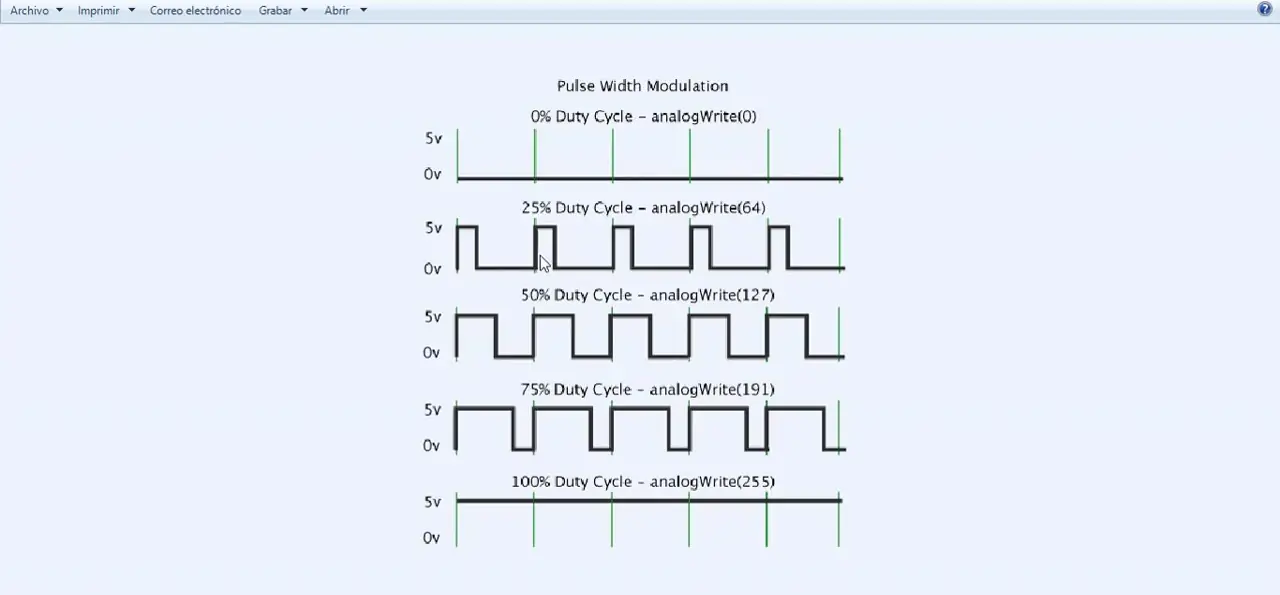 Archivo Imprimir Correo electrónico Grabar Abrir
Pulse Width Modulation
0% Duty Cycle - analogWrite(0)
5v
0v
25% Duty Cycle - analogWrite(64)
5v
0v
50% Duty Cycle - analogWrite(127)
5v
0v
75% Duty Cycle - analogWrite(191)
5v
0v
100% Duty Cycle - analogWrite(255)
5v
0v